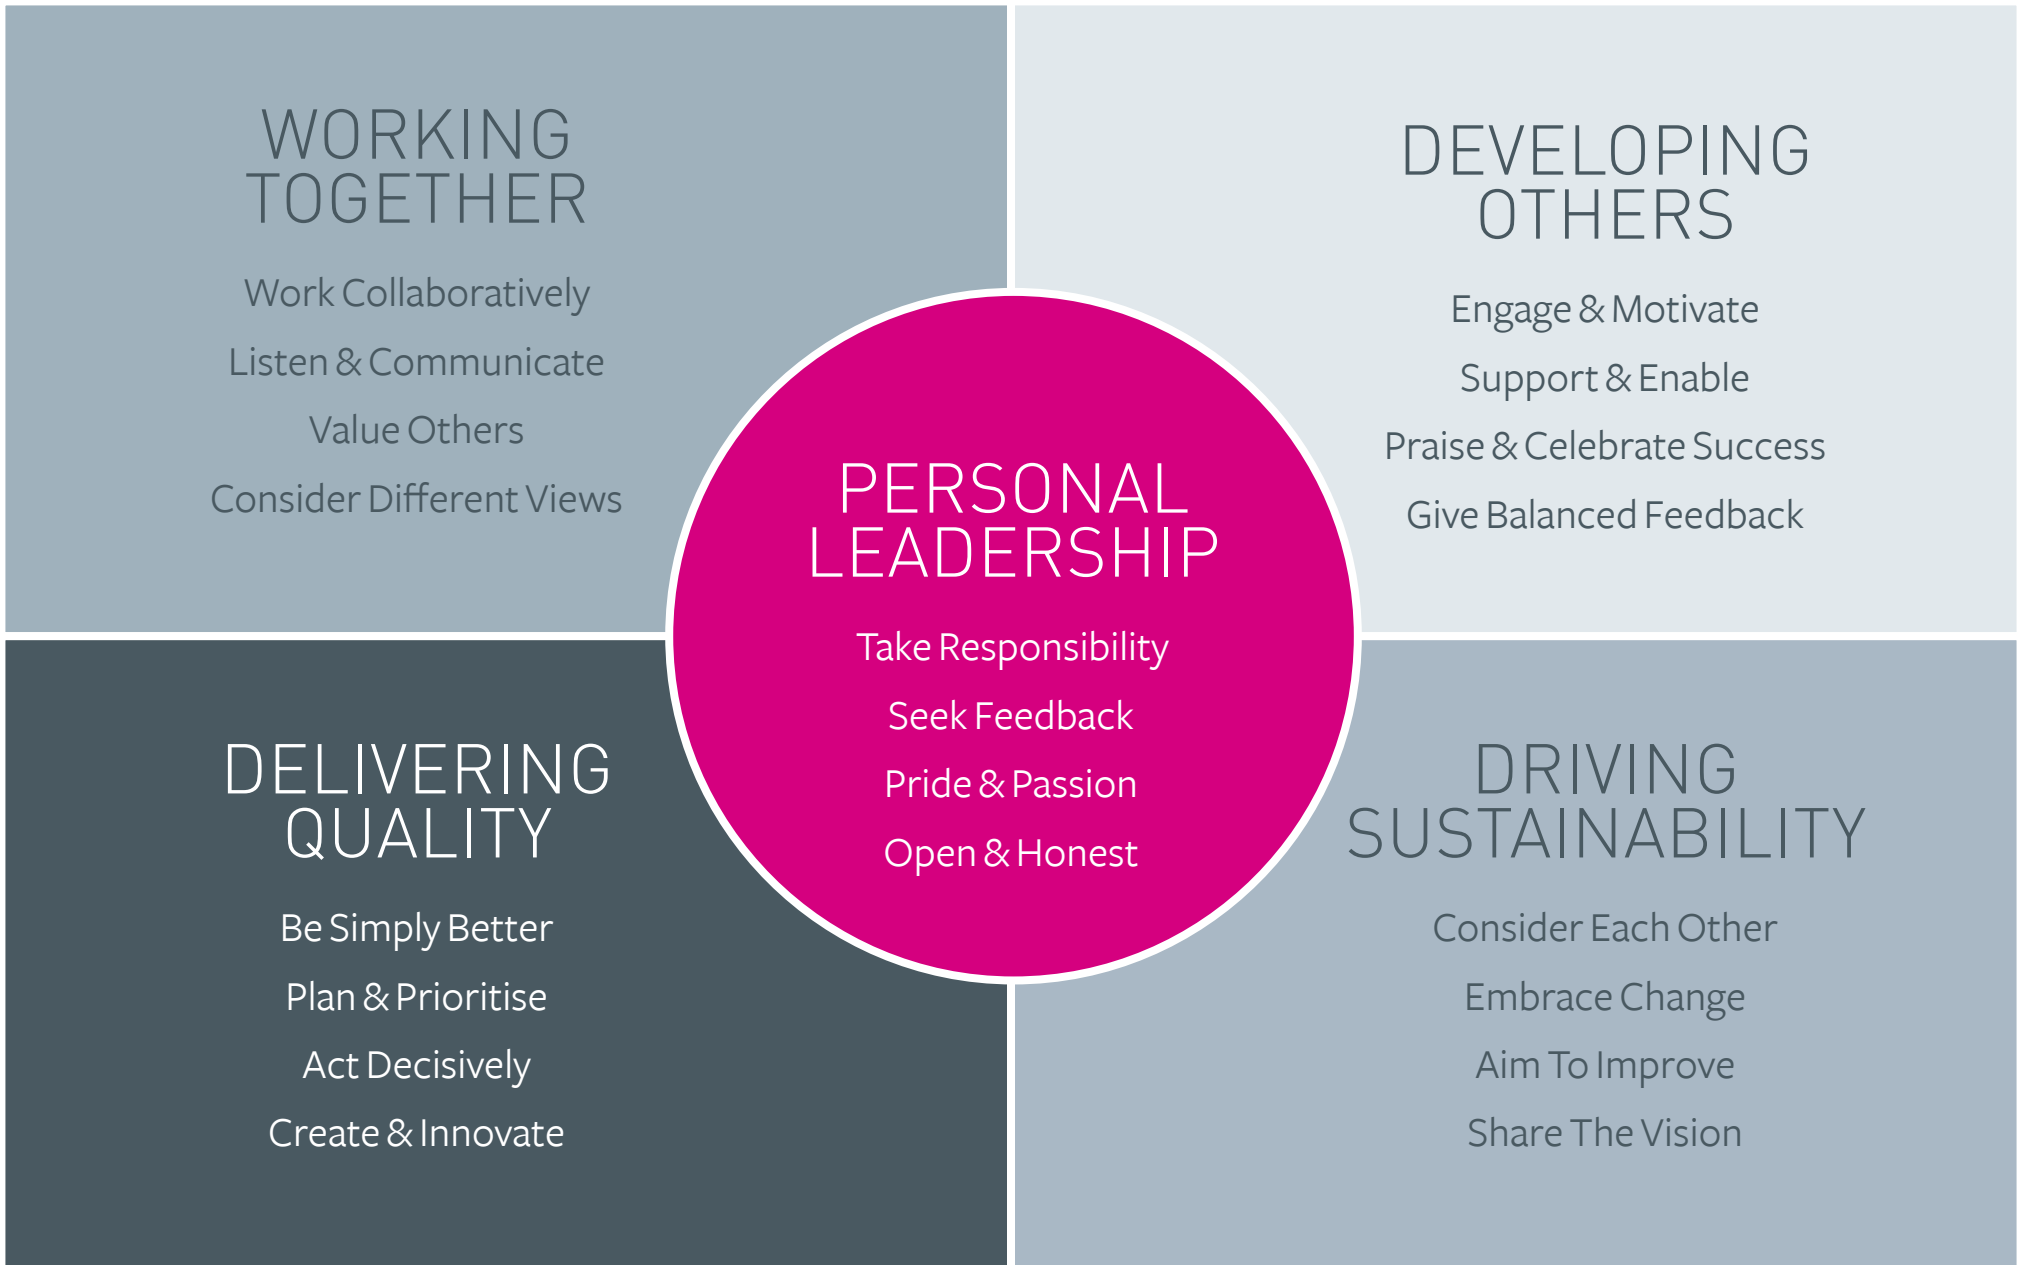 WORKING
TOGETHER
Work Collaboratively
Listen & Communicate
Value Others
Consider Different Views
DEVELOPING
OTHERS
Engage & Motivate
Support & Enable
Praise & Celebrate Success
Give Balanced Feedback
PERSONAL
LEADERSHIP
Take Responsibility
Seek Feedback
Pride & Passion
Open & Honest
DELIVERING
QUALITY
Be Simply Better
Plan & Prioritise
Act Decisively
Create & Innovate
DRIVING
SUSTAINABILITY
Consider Each Other
Embrace Change
Aim To Improve
Share The Vision